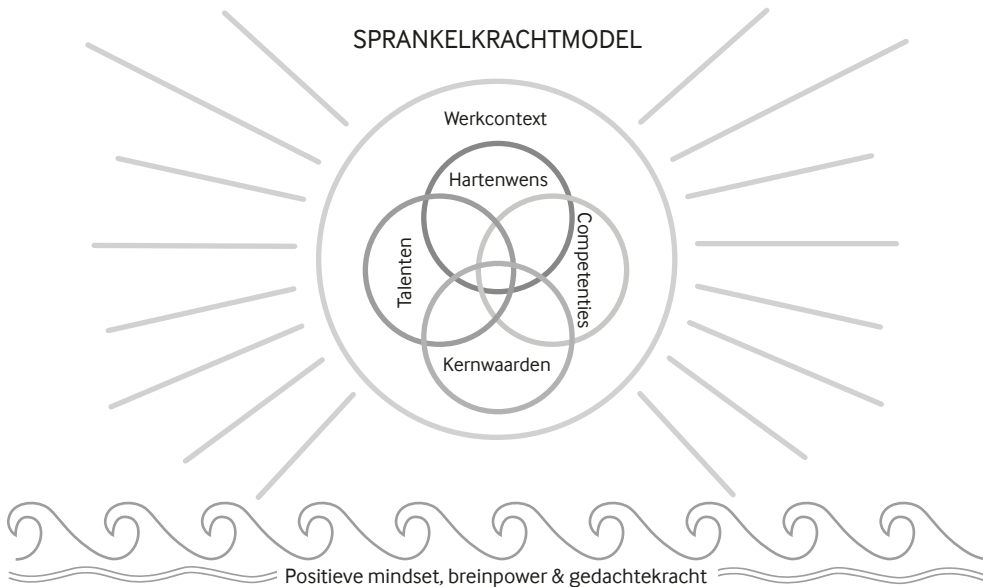 SPRANKELKRACHTMODEL
Werkcontext
Hartenwens
Talenten
Competenties
Kernwaarden
Positieve mindset, breinpower & gedachtekracht